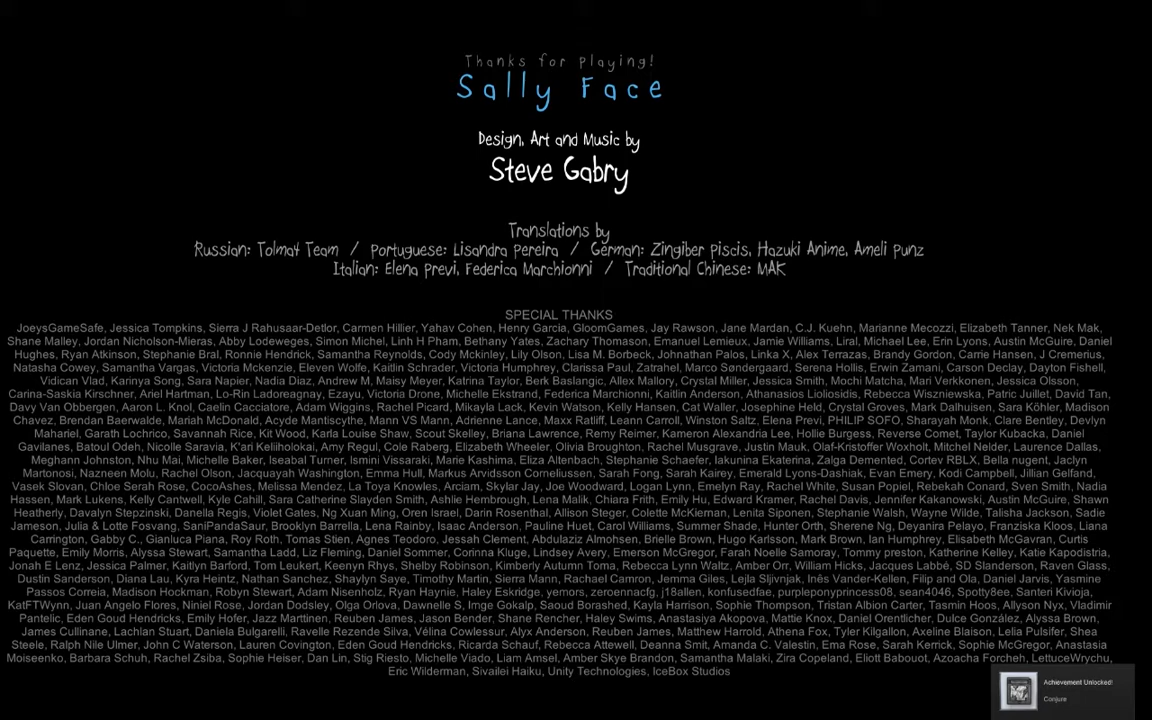 Thanks for playing!
Sally Face
Design, Art and Music by
Steve Gabry
Translations by
Russian: Tolma4 Team / Portuguese: Lisandra Pereira / German: Zingiber Piscis, Hazuki Anime, Ameli Punz
Italian: Elena Previ, Federica Marchionni / Traditional Chinese: MAK
SPECIAL THANKS
JoeysGameSafe, Jessica Tompkins, Sierra J Rahusaar-Detlor, Carmen Hillier, Yahav Cohen, Henry Garcia, GloomGames, Jay Rawson, Jane Mardan, C.J. Kuehn, Marianne Mecozzi, Elizabeth Tanner, Nek Mak,
Shane Malley, Jordan Nicholson-Mieras, Abby Lodeweges, Simon Michel, Linh H Pham, Bethany Yates, Zachary Thomason, Emanuel Lemieux, Jamie Williams, Liral, Michael Lee, Erin Lyons, Austin McGuire, Daniel
Hughes, Ryan Atkinson, Stephanie Bral, Ronnie Hendrick, Samantha Reynolds, Cody Mckinley, Lily Olson, Lisa M. Borbeck, Johnathan Palos, Linka X, Alex Terrazas, Brandy Gordon, Carrie Hansen, J Cremerius,
Natasha Cowey, Samantha Vargas, Victoria Mckenzie, Eleven Wolfe, Kaitlin Schrader, Victoria Humphrey, Clarissa Paul, Zatrahel, Marco Søndergaard, Serena Hollis, Erwin Zamani, Carson Declay, Dayton Fishell,
Vidican Vlad, Karinya Song, Sara Napier, Nadia Diaz, Andrew M, Maisy Meyer, Katrina Taylor, Berk Baslangic, Allex Mallory, Crystal Miller, Jessica Smith, Mochi Matcha, Mari Verkkonen, Jessica Olsson,
Carina-Saskia Kirschner, Ariel Hartman, Lo-Rin Ladoreagnay, Ezayu, Victoria Drone, Michelle Ekstrand, Federica Marchionni, Kaitlin Anderson, Athanasios Lioliosidis, Rebecca Wiszniewska, Patric Juillet, David Tan,
Davy Van Obbergen, Aaron L. Knol, Caelin Cacciatore, Adam Wiggins, Rachel Picard, Mikayla Lack, Kevin Watson, Kelly Hansen, Cat Waller, Josephine Held, Crystal Groves, Mark Dalhuisen, Sara Köhler, Madison
Chavez, Brendan Baerwalde, Mariah McDonald, Acyde Mantiscythe, Mann VS Mann, Adrienne Lance, Maxx Ratliff, Leann Carroll, Winston Saltz, Elena Previ, PHILIP SOFO, Sharayah Monk, Clare Bentley, Devlyn
Mahariel, Garath Lochrico, Savannah Rice, Kit Wood, Karla Louise Shaw, Scout Skelley, Briana Lawrence, Remy Reimer, Kameron Alexandria Lee, Hollie Burgess, Reverse Comet, Taylor Kubacka, Daniel
Gavilanes, Batoul Odeh, Nicolle Saravia, K'ari Keliiholokai, Amy Regul, Cole Raberg, Elizabeth Wheeler, Olivia Broughton, Rachel Musgrave, Justin Mauk, Olaf-Kristoffer Woxholt, Mitchel Nelder, Laurence Dallas,
Meghann Johnston, Nhu Mai, Michelle Baker, Iseabal Turner, Ismini Vissaraki, Marie Kashima, Eliza Altenbach, Stephanie Schaefer, Iakunina Ekaterina, Zalga Demented, Cortev RBLX, Bella nugent, Jaclyn
Martonosi, Nazneen Molu, Rachel Olson, Jacquayah Washington, Emma Hull, Markus Arvidsson Corneliussen, Sarah Fong, Sarah Kairey, Emerald Lyons-Dahliak, Evan Emery, Kodi Campbell, Jillian Gelfand,
Vasek Slovan, Chloe Serah Rose, CocoAshes, Melissa Mendez, La Toya Knowles, Arciam, Skylar Jay, Joe Woodward, Logan Lynn, Emelyn Ray, Rachel White, Susan Popiel, Rebekah Conard, Sven Smith, Nadia
Hassen, Mark Lukens, Kelly Cantwell, Kyle Cahill, Sara Catherine Slayden Smith, Ashlie Hembrough, Lena Malik, Chiara Frith, Emily Hu, Edward Kramer, Rachel Davis, Jennifer Kakanowski, Austin McGuire, Shawn
Heatherly, Davalyn Stepzinski, Danella Regis, Violet Gates, Ng Xuan Ming, Oren Israel, Darin Rosenthal, Allison Steger, Colette McKiernan, Lenita Siponen, Stephanie Walsh, Wayne Wilde, Talisha Jackson, Sadie
Jameson, Julia & Lotte Fosvang, SaniPandaSaur, Brooklyn Barrella, Lena Rainby, Isaac Anderson, Pauline Huet, Carol Williams, Summer Shade, Hunter Orth, Sherene Ng, Deyanira Pelayo, Franziska Kloos, Liana
Carrington, Gabby C., Gianluca Piana, Roy Roth, Tomas Stien, Agnes Teodoro, Jessah Clement, Abdulaziz Almohsen, Brielle Brown, Hugo Karlsson, Mark Brown, Ian Humphrey, Elisabeth McGavran, Curtis
Paquette, Emily Morris, Alyssa Stewart, Samantha Ladd, Liz Fleming, Daniel Sommer, Corinna Kluge, Lindsey Avery, Emerson McGregor, Farah Noelle Samoray, Tommy preston, Katherine Kelley, Katie Kapodistria,
Jonah E Lenz, Jessica Palmer, Kaitlyn Barford, Tom Leukert, Keenyn Rhys, Shelby Robinson, Kimberly Autumn Toma, Rebecca Lynn Waltz, Amber Orr, William Hicks, Jacques Labbé, SD Slanderson, Raven Glass,
Dustin Sanderson, Diana Lau, Kyra Heintz, Nathan Sanchez, Shaylyn Saye, Timothy Martin, Sierra Mann, Rachael Camron, Jemma Giles, Lejla Sljivnjak, Inês Vander-Kellen, Filip and Ola, Daniel Jarvis, Yasmine
Passos Correia, Madison Hockman, Robyn Stewart, Adam Nisenholz, Ryan Haynie, Haley Eskridge, yemors, zeroennacfg, j18allen, konfusedfae, purpleponyprincess08, sean4046, Spotty8ee, Santeri Kivioja,
KatFTWynn, Juan Angelo Flores, Niniel Rose, Jordan Dodsley, Olga Orlova, Dawnelle S, Imge Gokalp, Saoud Borashed, Kayla Harrison, Sophie Thompson, Tristan Albion Carter, Tasmin Hoos, Allyson Nyx, Vladimir
Pantelic, Eden Goud Hendricks, Emily Hofer, Jazz Marttinen, Reuben James, Jason Bender, Shane Rencher, Haley Swims, Anastasiya Akopova, Mattie Knox, Daniel Orentlicher, Dulce González, Alyssa Brown,
James Cullinane, Lachlan Stuart, Daniela Bulgarelli, Ravelle Rezende Silva, Vélina Cowlessur, Alyx Anderson, Reuben James, Matthew Harrold, Athena Fox, Tyler Kilgallon, Axeline Blaison, Lelia Pulsifer, Shea
Steele, Ralph Nile Ulmer, John C Waterson, Lauren Covington, Eden Goud Hendricks, Ricarda Schauf, Rebecca Attewell, Deanna Smit, Amanda C. Valestin, Ema Rose, Sarah Kerrick, Sophie McGregor, Anastasia
Moiseenko, Barbara Schuh, Rachel Zsiba, Sophie Heiser, Dan Lin, Stig Riesto, Michelle Viado, Liam Amsel, Amber Skye Brandon, Samantha Malaki, Zira Copeland, Eliott Babouot, Azoacha Forcheh, LettuceWrychu,
Eric Wilderman, Sivailei Haiku, Unity Technologies, IceBox Studios
Achievement Unlocked!
Conjure